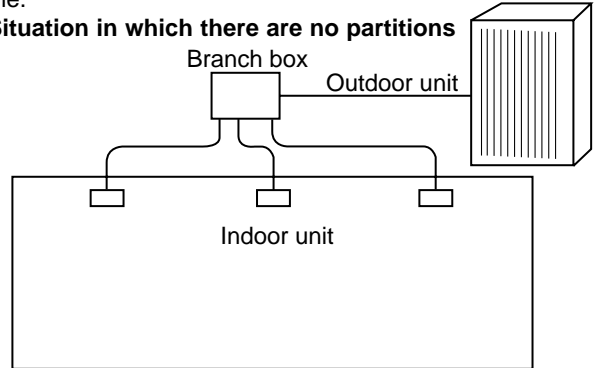 Situation in which there are no partitions
Branch box
Outdoor unit
Indoor unit